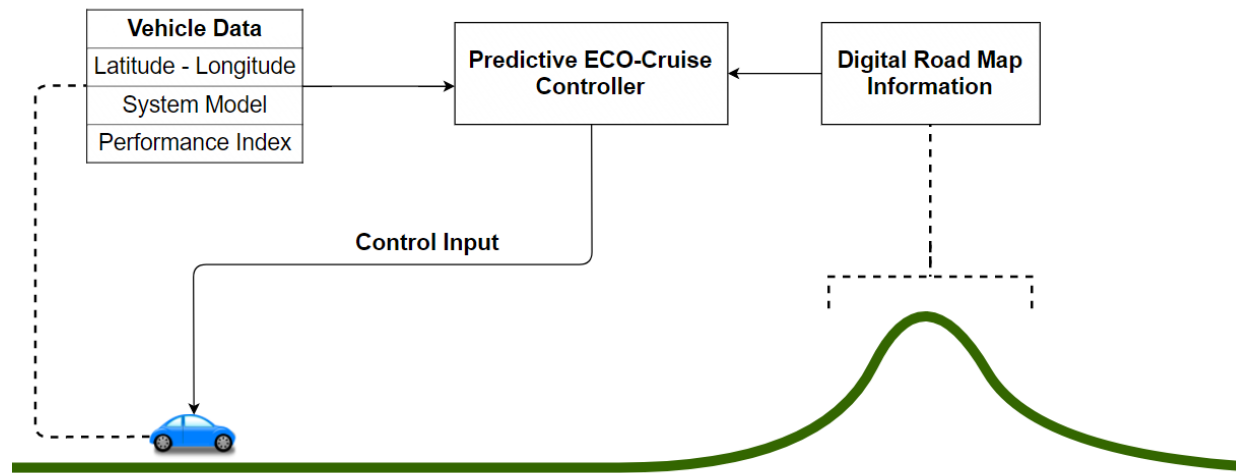 Vehicle Data
Latitude - Longitude
System Model
Performance Index
Predictive ECO-Cruise
Controller
Digital Road Map
Information
Control Input